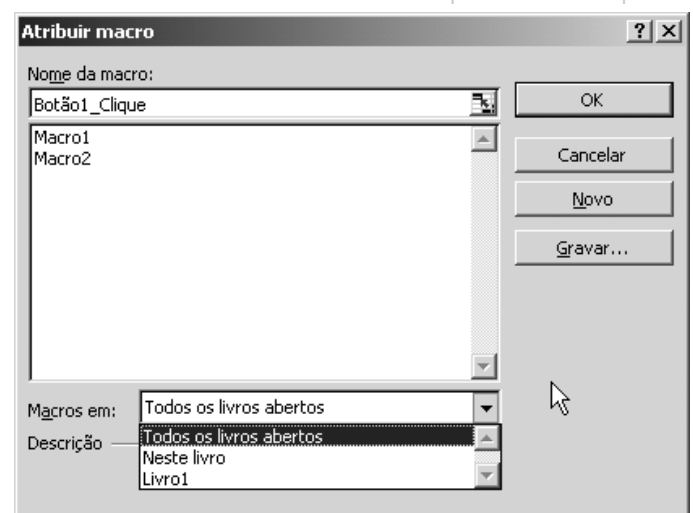 Atribuir macro
Nome da macro:
Botão1_Clique
OK
Macro1
Macro2
Cancelar
Novo
Gravar...
Macros em:
Todos os livros abertos
Descrição
Todos os livros abertos
Neste livro
Livro1